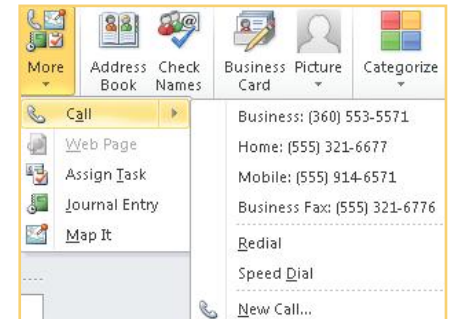 More Address Book Check Names Business Card Picture Categorize
Call
Web Page
Assign Task
Journal Entry
Map It
Business: (360) 553-5571
Home: (555) 321-6677
Mobile: (555) 914-6571
Business Fax: (555) 321-6776
Redial
Speed Dial
New Call...